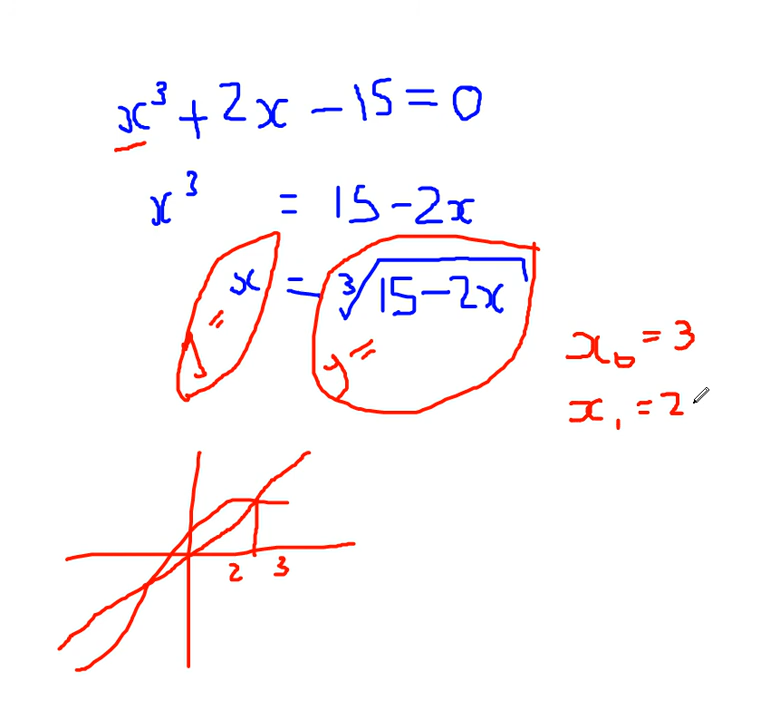 x³ + 2x − 15 = 0
x³ = 15 − 2x
x = ∛(15 − 2x)
y =
y =
x₀ = 3
x₁ = 2
2 3